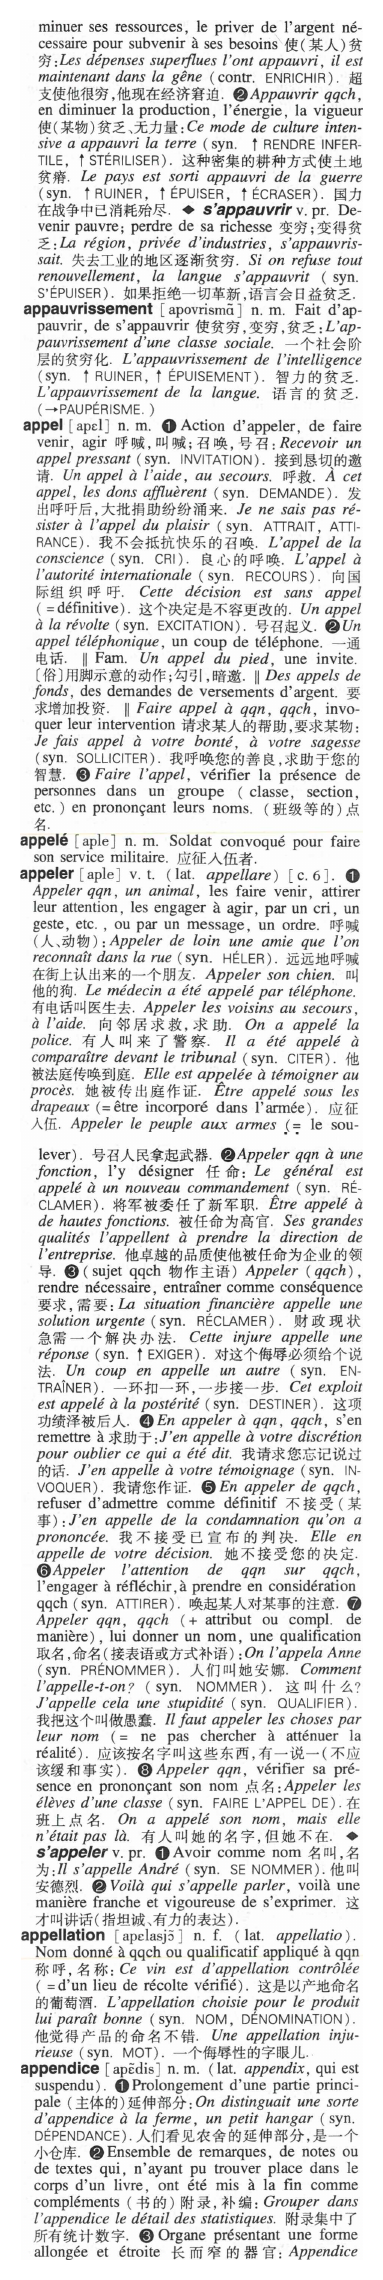 minuer ses ressources, le priver de l'argent né-
cessaire pour subvenir à ses besoins 使(某人)贫
穷:Les dépenses superflues l'ont appauvri, il est
maintenant dans la gêne (contr. ENRICHIR). 超
支使他很穷,他现在经济窘迫. ❷Appauvrir qqch,
en diminuer la production, l'énergie, la vigueur
使(某物)贫乏、无力量:Ce mode de culture inten-
sive a appauvri la terre (syn. ↑ RENDRE INFER-
TILE, ↑ STÉRILISER). 这种密集的耕种方式使土地
贫瘠. Le pays est sorti appauvri de la guerre
(syn. ↑ RUINER, ↑ ÉPUISER, ↑ ÉCRASER). 国力
在战争中已消耗殆尽. ◆ s'appauvrir v. pr. De-
venir pauvre; perdre de sa richesse 变穷;变得贫
乏:La région, privée d'industries, s'appauvris-
sait. 失去工业的地区逐渐贫穷. Si on refuse tout
renouvellement, la langue s'appauvrit ( syn.
S'ÉPUISER). 如果拒绝一切革新,语言会日益贫乏.
appauvrissement [apovrismɑ̃] n. m. Fait d'ap-
pauvrir, de s'appauvrir 使贫穷,变穷,贫乏:L'ap-
pauvrissement d'une classe sociale. 一个社会阶
层的贫穷化. L'appauvrissement de l'intelligence
(syn. ↑ RUINER, ↑ ÉPUISEMENT). 智力的贫乏.
L'appauvrissement de la langue. 语言的贫乏.
(→PAUPÉRISME. )
appel [apɛl] n. m. ❶ Action d'appeler, de faire
venir, agir 呼喊,叫喊;召唤,号召:Recevoir un
appel pressant (syn. INVITATION). 接到恳切的邀
请. Un appel à l'aide, au secours. 呼救. À cet
appel, les dons affluèrent (syn. DEMANDE). 发
出呼吁后,大批捐助纷纷涌来. Je ne sais pas ré-
sister à l'appel du plaisir (syn. ATTRAIT, ATTI-
RANCE). 我不会抵抗快乐的召唤. L'appel de la
conscience (syn. CRI). 良心的呼唤. L'appel à
l'autorité internationale (syn. RECOURS). 向国
际组织呼吁. Cette décision est sans appel
(=définitive). 这个决定是不容更改的. Un appel
à la révolte (syn. EXCITATION). 号召起义. ❷Un
appel téléphonique, un coup de téléphone. 一通
电话. ‖ Fam. Un appel du pied, une invite.
[俗]用脚示意的动作;勾引,暗邀. ‖ Des appels de
fonds, des demandes de versements d'argent. 要
求增加投资. ‖ Faire appel à qqn, qqch, invo-
quer leur intervention 请求某人的帮助,要求某物:
Je fais appel à votre bonté, à votre sagesse
(syn. SOLLICITER). 我呼唤您的善良,求助于您的
智慧. ❸ Faire l'appel, vérifier la présence de
personnes dans un groupe ( classe, section,
etc. ) en prononçant leurs noms. (班级等的)点
名.
appelé [aple] n. m. Soldat convoqué pour faire
son service militaire. 应征入伍者.
appeler [aple] v. t. (lat. appellare) [c. 6]. ❶
Appeler qqn, un animal, les faire venir, attirer
leur attention, les engager à agir, par un cri, un
geste, etc. , ou par un message, un ordre. 呼喊
(人、动物):Appeler de loin une amie que l'on
reconnaît dans la rue (syn. HÉLER). 远远地呼喊
在街上认出来的一个朋友. Appeler son chien. 叫
他的狗. Le médecin a été appelé par téléphone.
有电话叫医生去. Appeler les voisins au secours,
à l'aide. 向邻居求救,求助. On a appelé la
police. 有人叫来了警察. Il a été appelé à
comparaître devant le tribunal (syn. CITER). 他
被法庭传唤到庭. Elle est appelée à témoigner au
procès. 她被传出庭作证. Être appelé sous les
drapeaux (=être incorporé dans l'armée). 应征
入伍. Appeler le peuple aux armes (= le sou-
lever). 号召人民拿起武器. ❷Appeler qqn à une
fonction, l'y désigner 任命: Le général est
appelé à un nouveau commandement (syn. RÉ-
CLAMER). 将军被委任了新军职. Être appelé à
de hautes fonctions. 被任命为高官. Ses grandes
qualités l'appellent à prendre la direction de
l'entreprise. 他卓越的品质使他被任命为企业的领
导. ❸(sujet qqch 物作主语) Appeler (qqch),
rendre nécessaire, entraîner comme conséquence
要求,需要:La situation financière appelle une
solution urgente (syn. RÉCLAMER). 财政现状
急需一个解决办法. Cette injure appelle une
réponse (syn. ↑ EXIGER). 对这个侮辱必须给个说
法. Un coup en appelle un autre ( syn. EN-
TRAÎNER). 一环扣一环,一步接一步. Cet exploit
est appelé à la postérité (syn. DESTINER). 这项
功绩泽被后人. ❹En appeler à qqn, qqch, s'en
remettre à 求助于:J'en appelle à votre discrétion
pour oublier ce qui a été dit. 我请求您忘记说过
的话. J'en appelle à votre témoignage (syn. IN-
VOQUER). 我请您作证. ❺En appeler de qqch,
refuser d'admettre comme définitif 不接受(某
事):J'en appelle de la condamnation qu'on a
prononcée. 我不接受已宣布的判决. Elle en
appelle de votre décision. 她不接受您的决定.
❻Appeler l'attention de qqn sur qqch,
l'engager à réfléchir,à prendre en considération
qqch (syn. ATTIRER). 唤起某人对某事的注意. ❼
Appeler qqn, qqch (+ attribut ou compl. de
manière), lui donner un nom, une qualification
取名,命名(接表语或方式补语):On l'appela Anne
(syn. PRÉNOMMER). 人们叫她安娜. Comment
l'appelle-t-on? ( syn. NOMMER). 这叫什么?
J'appelle cela une stupidité (syn. QUALIFIER).
我把这个叫做愚蠢. Il faut appeler les choses par
leur nom (= ne pas chercher à atténuer la
réalité). 应该按名字叫这些东西,有一说一(不应
该缓和事实). ❽ Appeler qqn, vérifier sa pré-
sence en prononçant son nom 点名:Appeler les
élèves d'une classe (syn. FAIRE L'APPEL DE). 在
班上点名. On a appelé son nom, mais elle
n'était pas là. 有人叫她的名字,但她不在. ◆
s'appeler v. pr. ❶Avoir comme nom 名叫,名
为:Il s'appelle André (syn. SE NOMMER). 他叫
安德烈. ❷Voilà qui s'appelle parler, voilà une
manière franche et vigoureuse de s'exprimer. 这
才叫讲话(指坦诚、有力的表达).
appellation [apɛlasjɔ̃] n. f. ( lat. appellatio).
Nom donné à qqch ou qualificatif appliqué à qqn
称呼,名称:Ce vin est d'appellation contrôlée
(=d'un lieu de récolte vérifié). 这是以产地命名
的葡萄酒. L'appellation choisie pour le produit
lui paraît bonne (syn. NOM, DÉNOMINATION).
他觉得产品的命名不错. Une appellation inju-
rieuse (syn. MOT). 一个侮辱性的字眼儿.
appendice [apɛ̃dis] n. m. (lat. appendix, qui est
suspendu). ❶Prolongement d'une partie princi-
pale (主体的)延伸部分:On distinguait une sorte
d'appendice à la ferme, un petit hangar (syn.
DÉPENDANCE). 人们看见农舍的延伸部分,是一个
小仓库. ❷Ensemble de remarques, de notes ou
de textes qui, n'ayant pu trouver place dans le
corps d'un livre, ont été mis à la fin comme
compléments (书的)附录,补编:Grouper dans
l'appendice le détail des statistiques. 附录集中了
所有统计数字. ❸Organe présentant une forme
allongée et étroite 长而窄的器官: Appendice